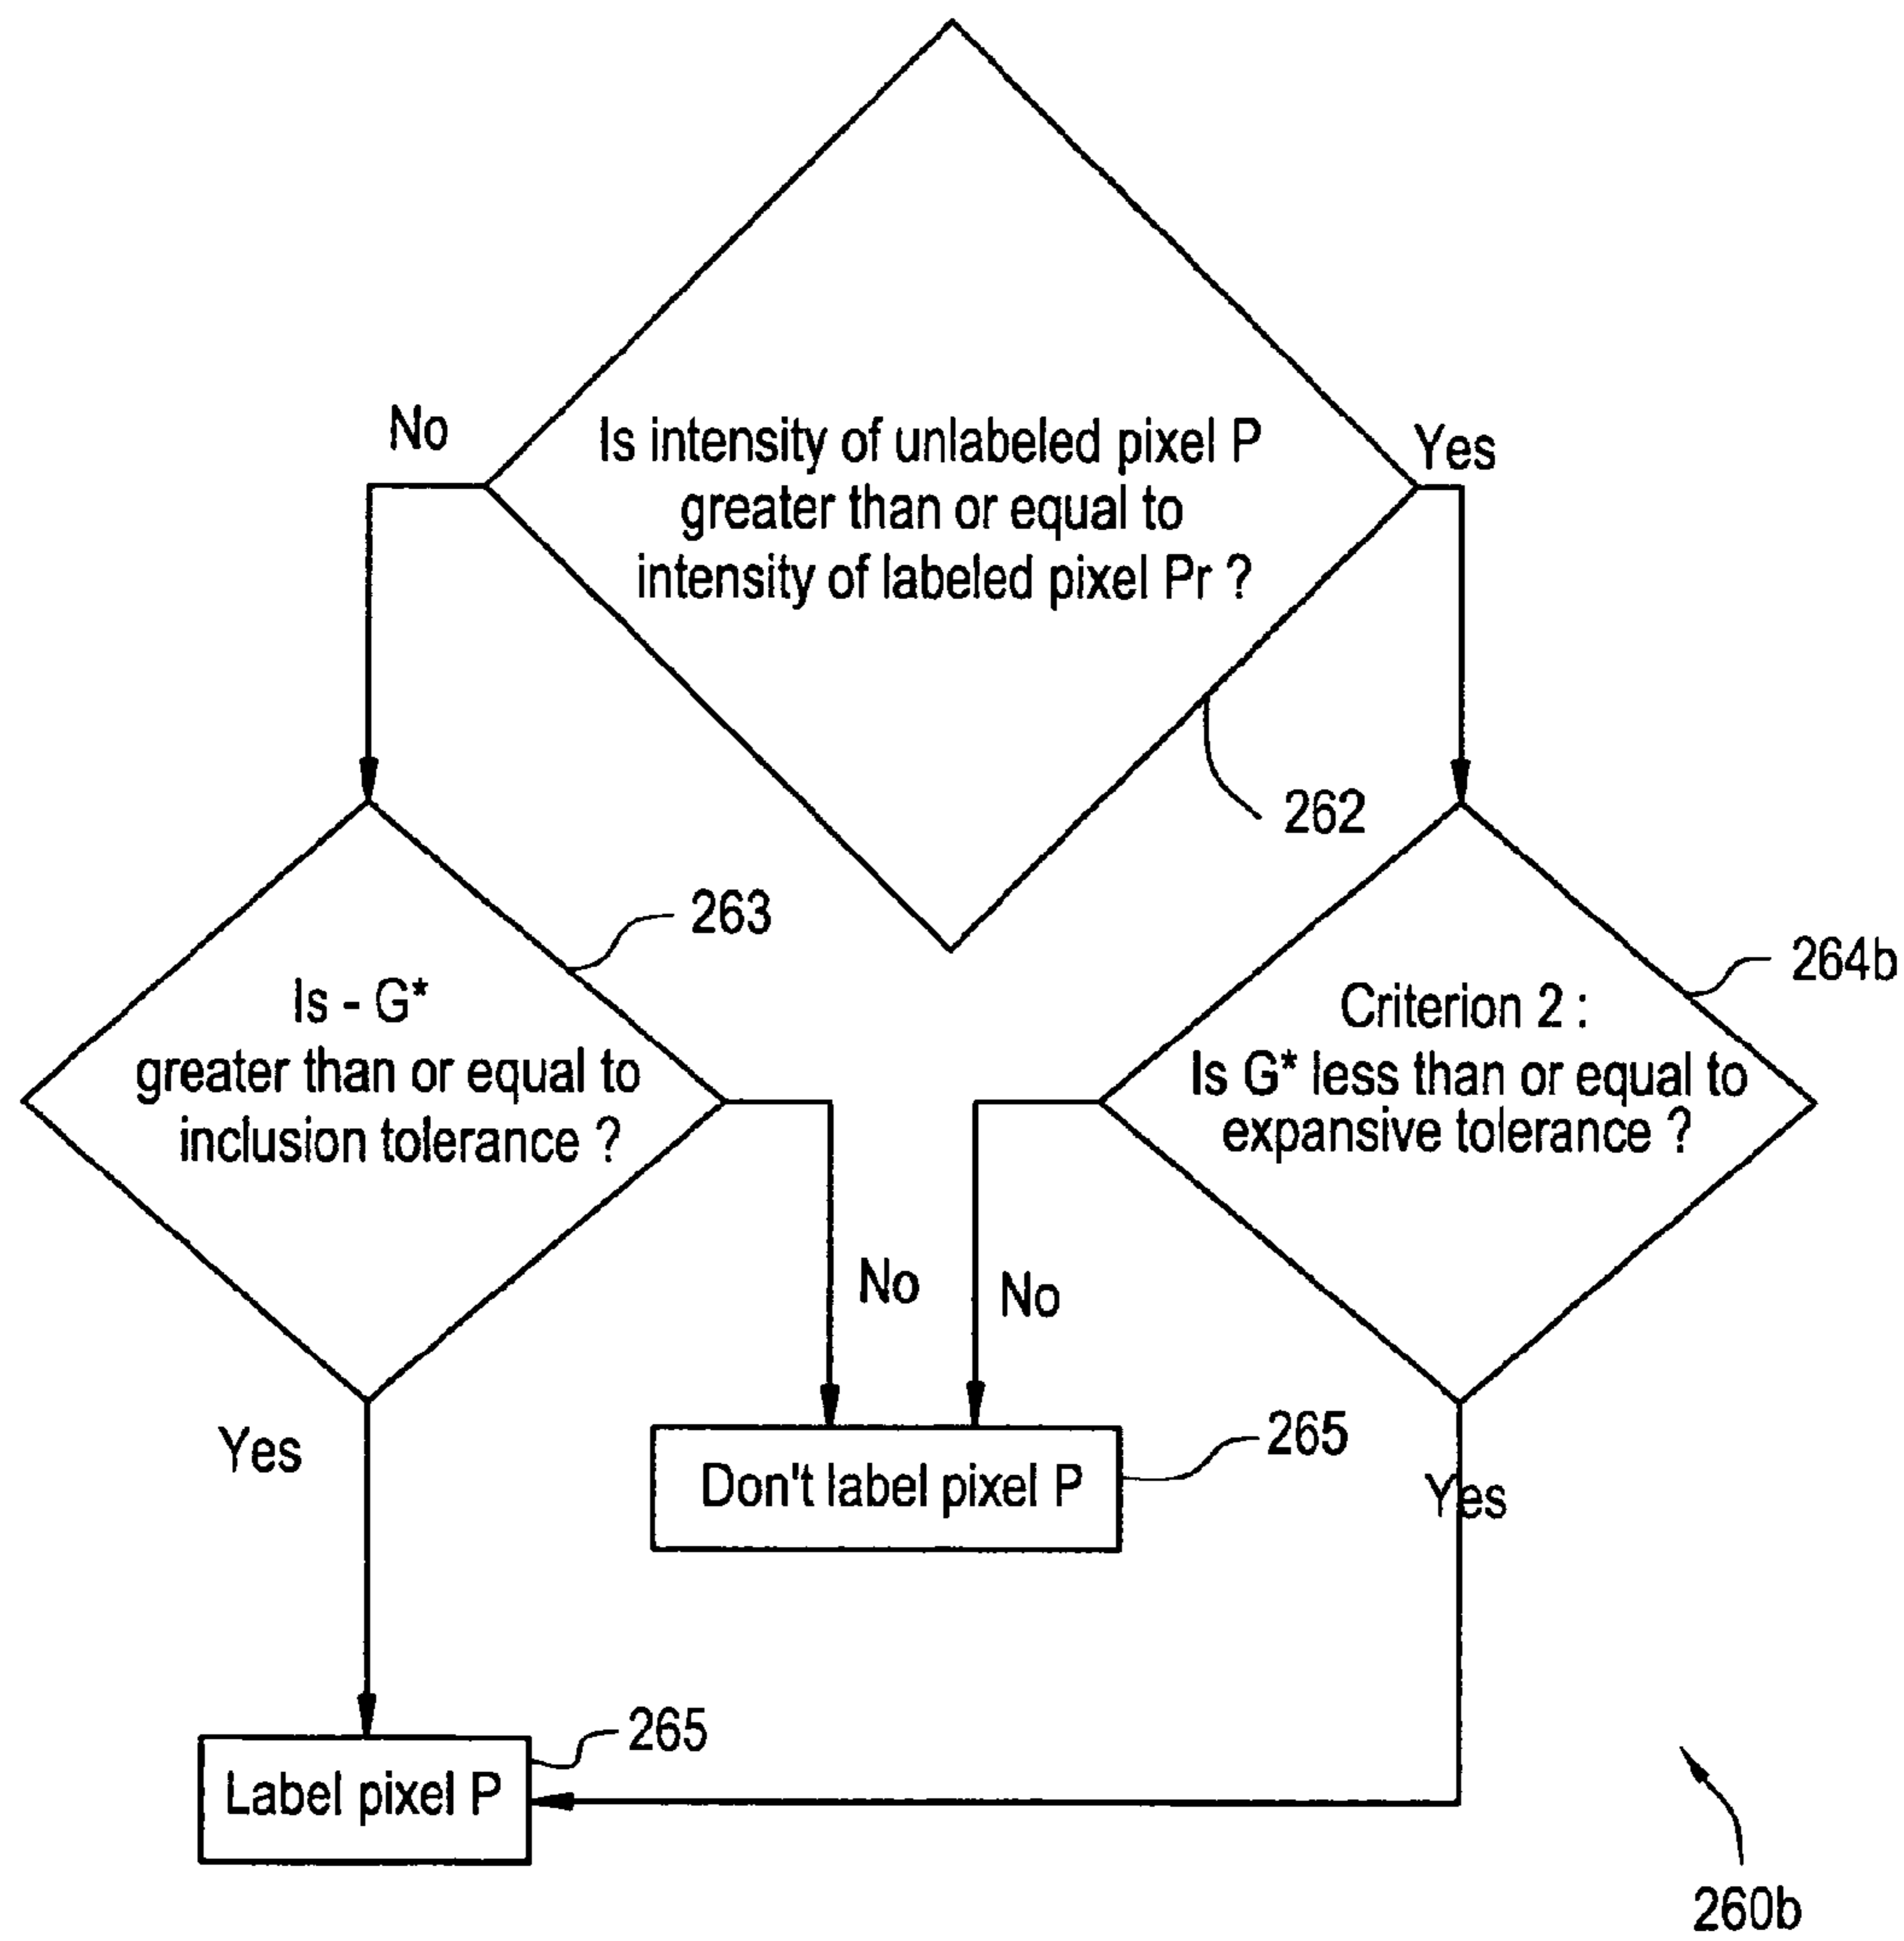 No
Is intensity of unlabeled pixel P
greater than or equal to
intensity of labeled pixel Pr ?
Yes
262
263
Is - G*
greater than or equal to
inclusion tolerance ?
264b
Criterion 2 :
Is G* less than or equal to
expansive tolerance ?
No
No
Yes
Don't label pixel P
265
Yes
Label pixel P
265
260b